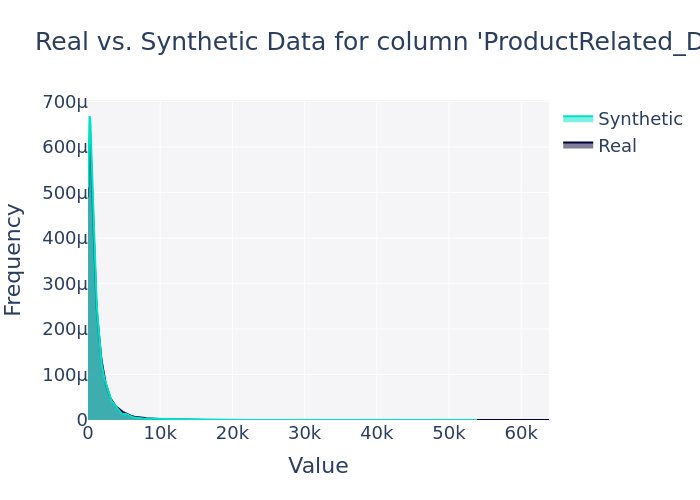 Real vs. Synthetic Data for column 'ProductRelated_D
700μ
600μ
500μ
400μ
300μ
200μ
100μ
0
0 10k 20k 30k 40k 50k 60k
Value
Frequency
Synthetic
Real